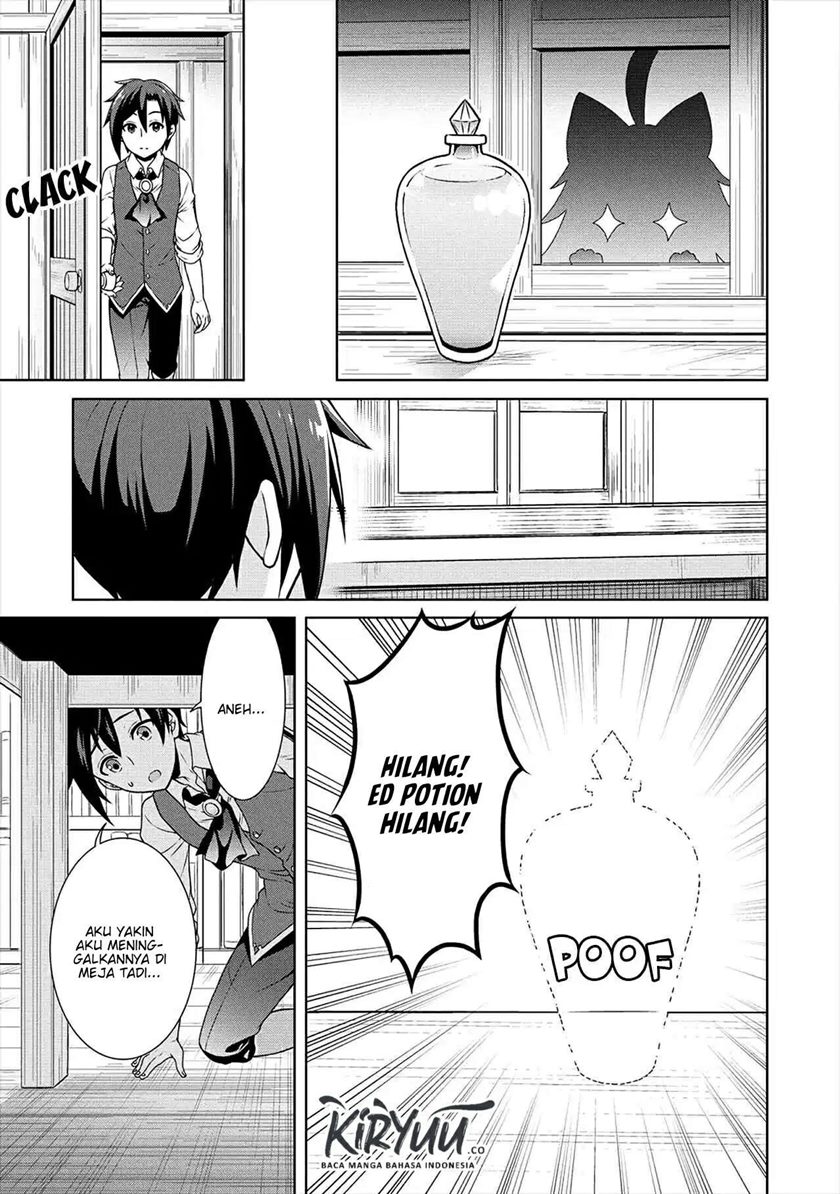 CLACK
HILANG!
ED POTION
HILANG!
POOF
ANEH...
AKU YAKIN
AKU MENING-
GALKANNYA DI
MEJA TADI...
KIRYUU.CO
BACA MANGA BAHASA INDONESIA